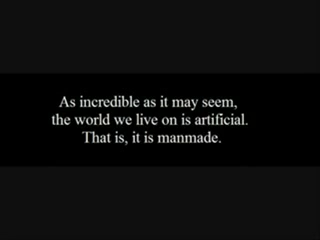 As incredible as it may seem,
the world we live on is artificial.
That is, it is manmade.